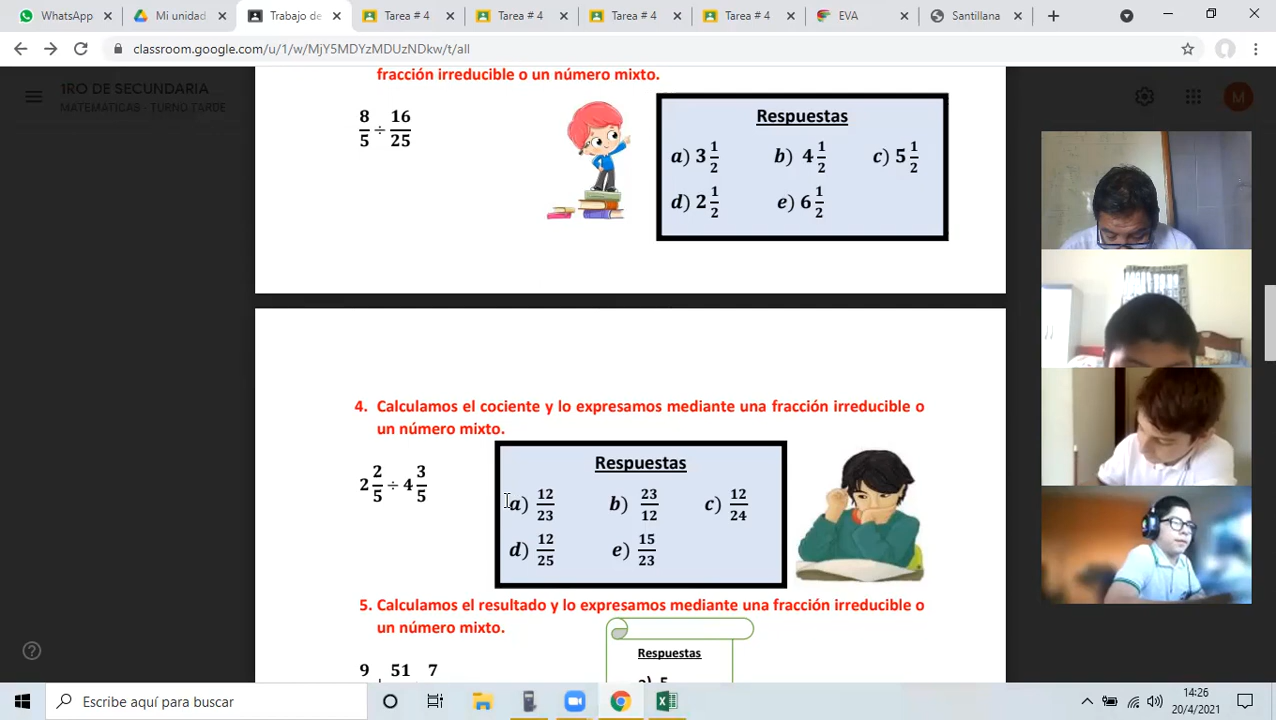 WhatsApp
Mi unidad
Trabajo de
Tarea # 4
Tarea # 4
Tarea # 4
Tarea # 4
EVA
Santillana
classroom.google.com/u/1/w/MjY5MDYzMDUzNDkw/t/all
1RO DE SECUNDARIA
MATEMATICAS - TURNO TARDE
M
fracción irreducible o un número mixto.
8/5 ÷ 16/25
Respuestas
a) 3 1/2 b) 4 1/2 c) 5 1/2
d) 2 1/2 e) 6 1/2
4. Calculamos el cociente y lo expresamos mediante una fracción irreducible o
un número mixto.
2 2/5 ÷ 4 3/5
Respuestas
a) 12/23 b) 23/12 c) 12/24
d) 12/25 e) 15/23
5. Calculamos el resultado y lo expresamos mediante una fracción irreducible o
un número mixto.
9 51 7
Respuestas
a) 5
Escribe aquí para buscar
14:26
20/4/2021